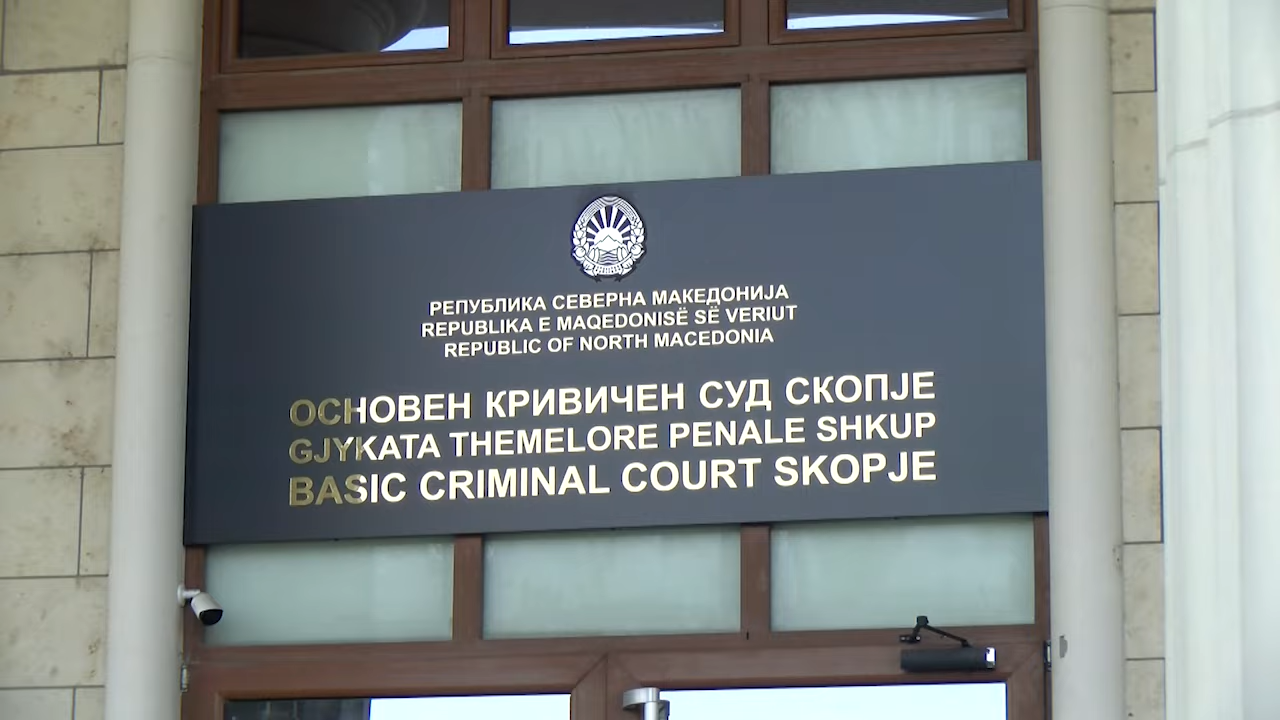 РЕПУБЛИКА СЕВЕРНА МАКЕДОНИЈА
REPUBLIKA E MAQEDONISË SË VERIUT
REPUBLIC OF NORTH MACEDONIA
ОСНОВЕН КРИВИЧЕН СУД СКОПЈЕ
GJYKATA THEMELORE PENALE SHKUP
BASIC CRIMINAL COURT SKOPJE